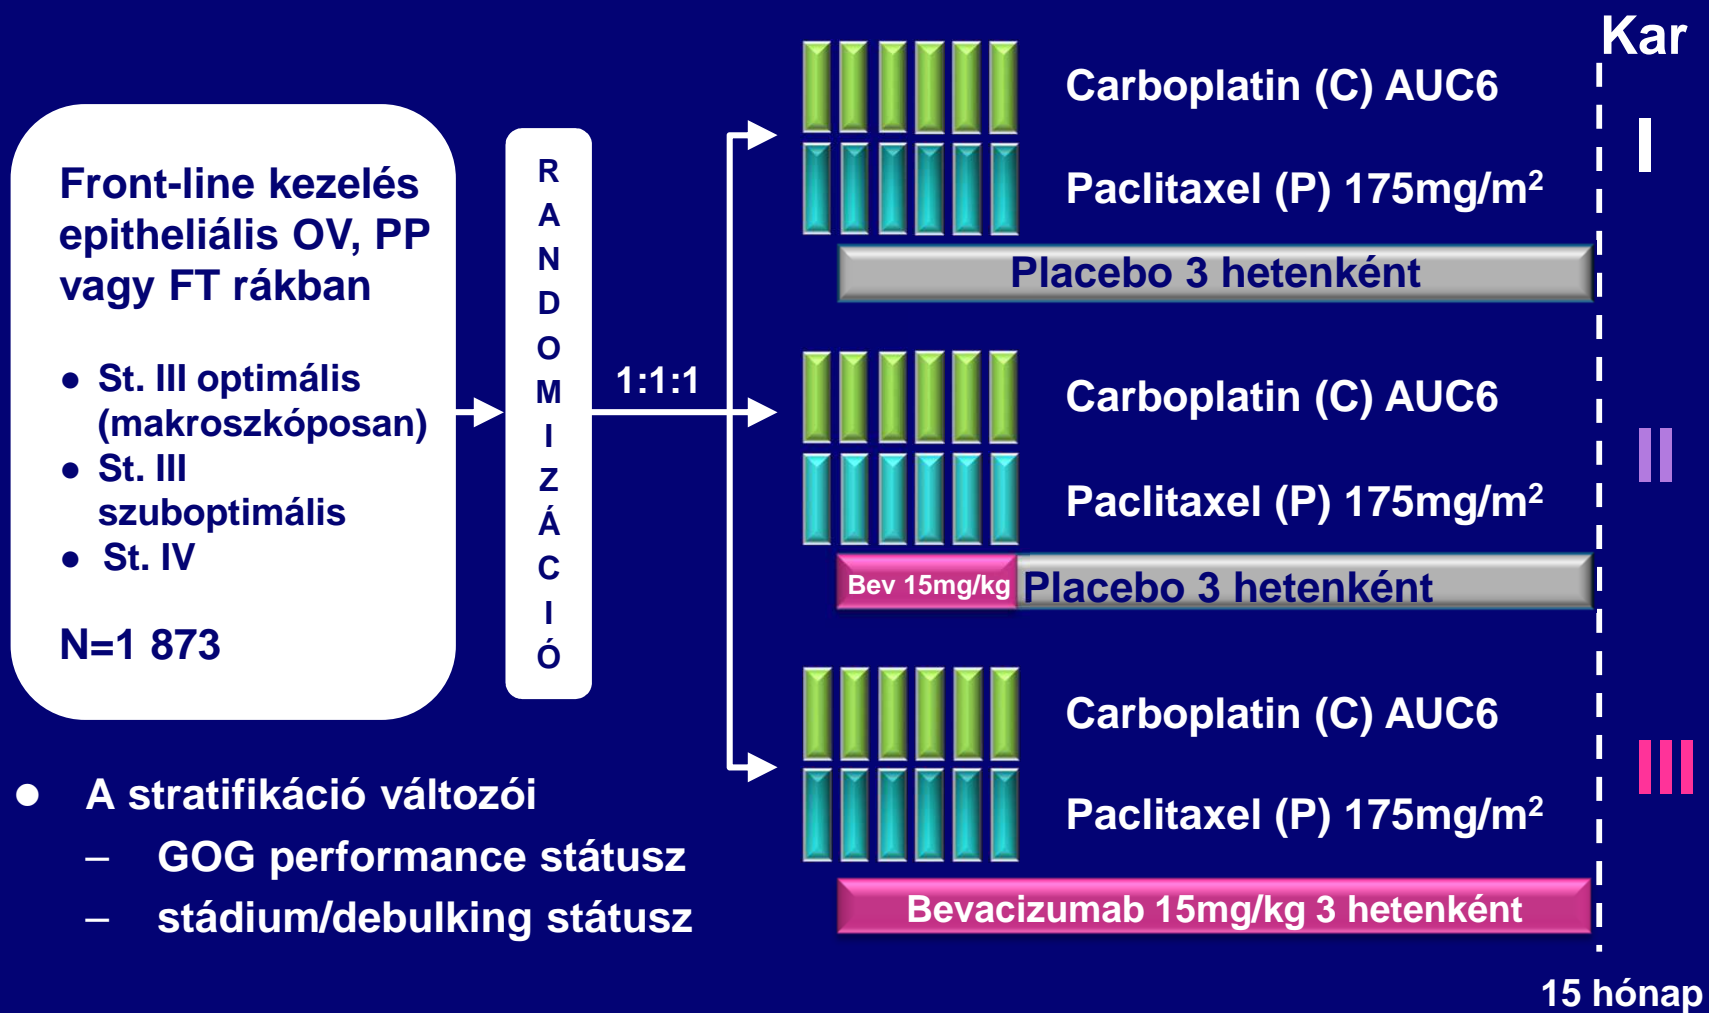 Front-line kezelés
epitheliális OV, PP
vagy FT rákban
● St. III optimális
(makroszkóposan)
● St. III
szuboptimális
● St. IV
N=1 873
R
A
N
D
O
M
I
Z
Á
C
I
Ó
1:1:1
Kar
Carboplatin (C) AUC6
Paclitaxel (P) 175mg/m²
Placebo 3 hetenként
I
Carboplatin (C) AUC6
Paclitaxel (P) 175mg/m²
Bev 15mg/kg Placebo 3 hetenként
II
Carboplatin (C) AUC6
Paclitaxel (P) 175mg/m²
Bevacizumab 15mg/kg 3 hetenként
III
15 hónap
● A stratifikáció változói
– GOG performance státusz
– stádium/debulking státusz